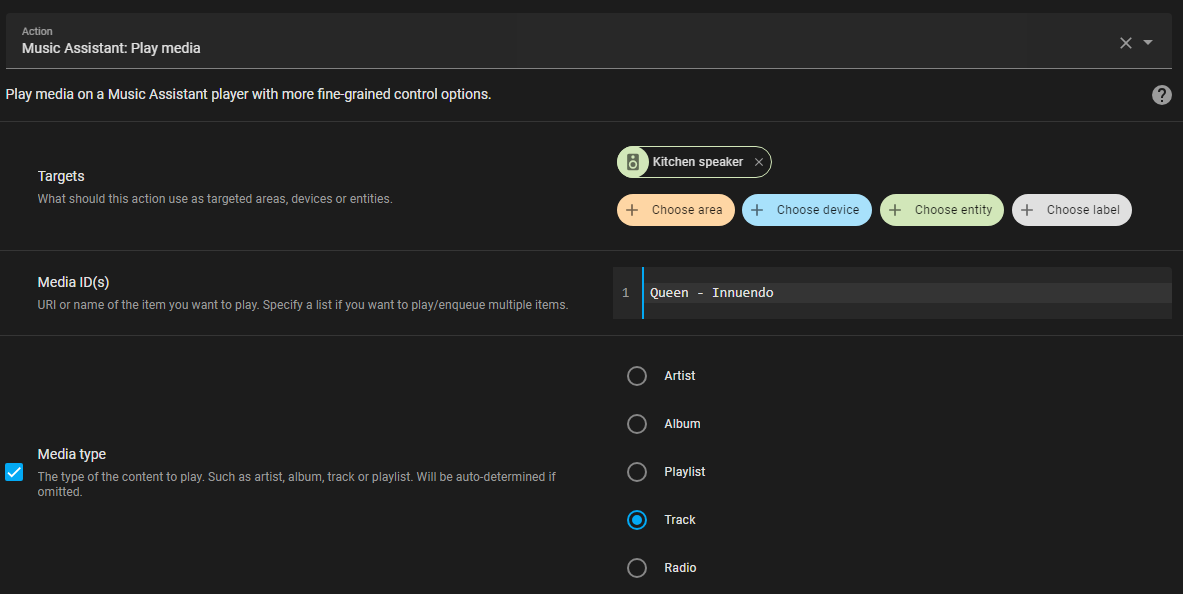 Action
Music Assistant: Play media
Play media on a Music Assistant player with more fine-grained control options.
?
Targets
What should this action use as targeted areas, devices or entities.
Kitchen speaker
Choose area
Choose device
Choose entity
Choose label
Media ID(s)
URI or name of the item you want to play. Specify a list if you want to play/enqueue multiple items.
1 Queen - Innuendo
Media type
The type of the content to play. Such as artist, album, track or playlist. Will be auto-determined if
omitted.
Artist
Album
Playlist
Track
Radio